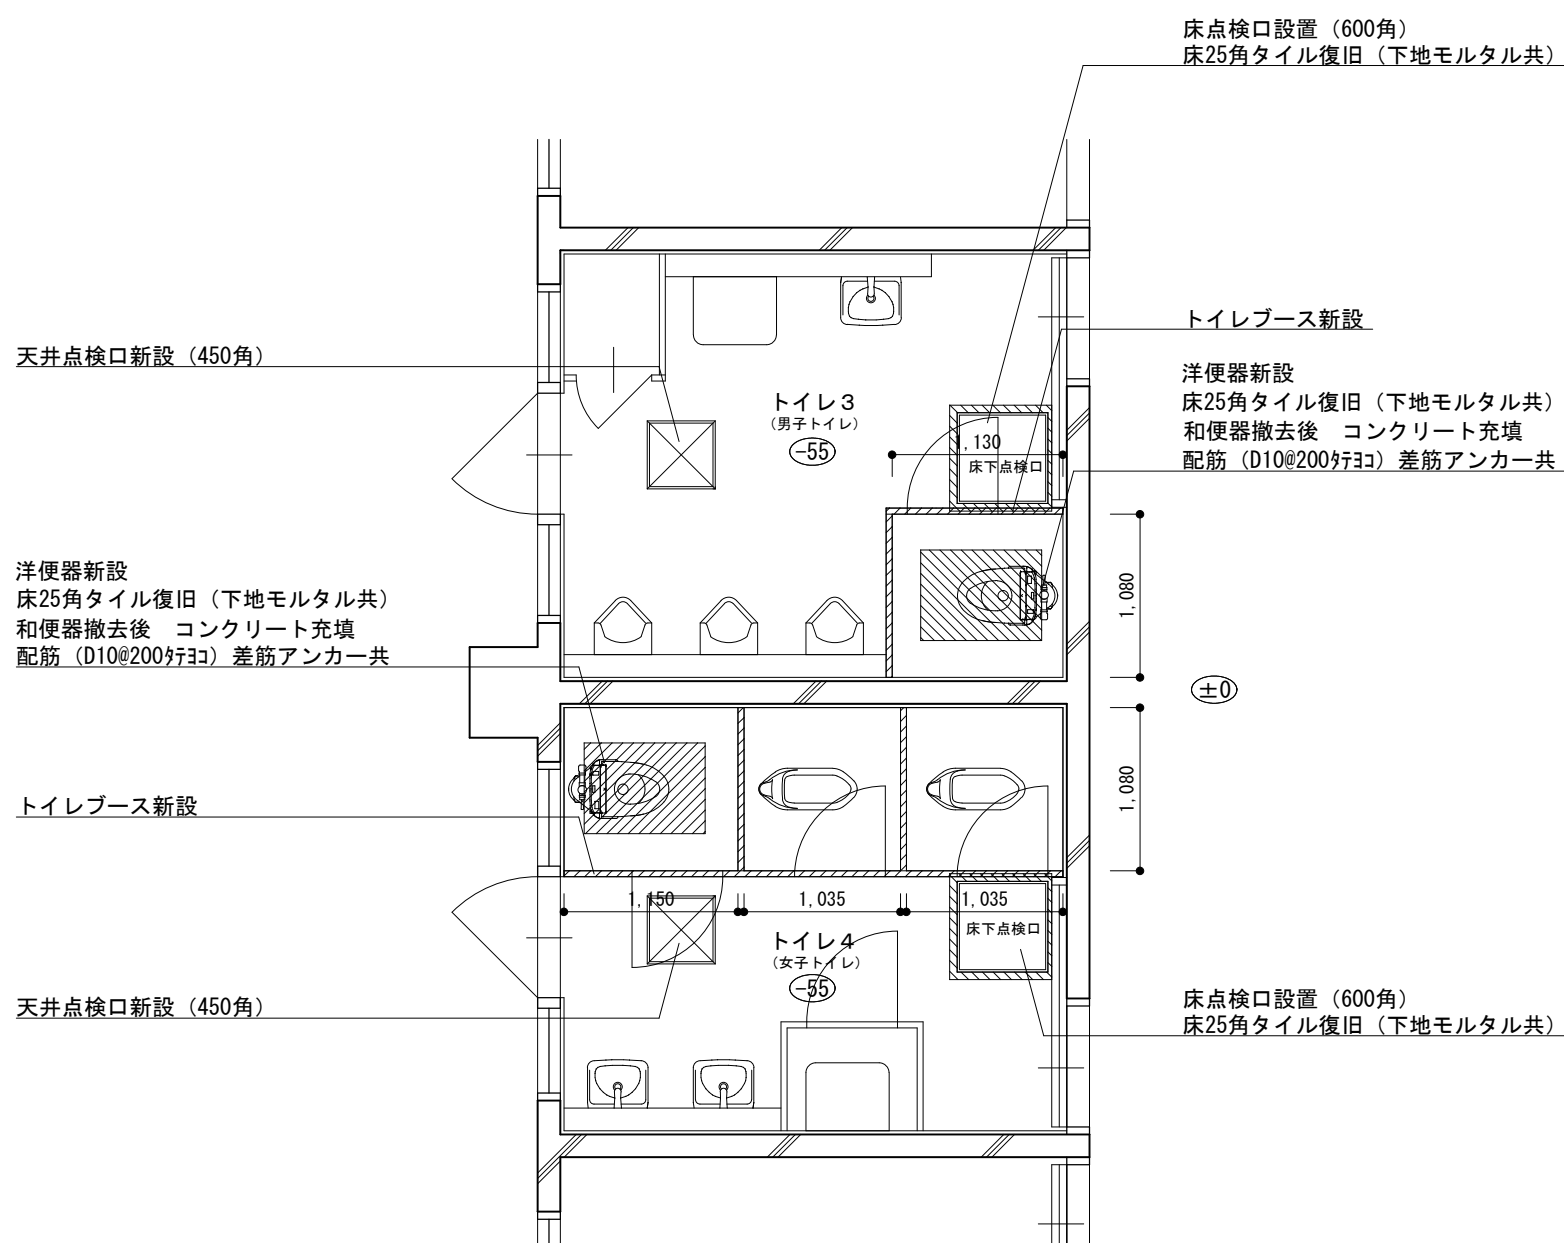 床点検口設置（600角）
床25角タイル復旧（下地モルタル共）
トイレブース新設
天井点検口新設（450角）
洋便器新設
床25角タイル復旧（下地モルタル共）
和便器撤去後　コンクリート充填
配筋（D10@200ﾀﾃﾖｺ）差筋アンカー共
トイレ３
（男子トイレ）
-55
1,130
床下点検口
1,080
洋便器新設
床25角タイル復旧（下地モルタル共）
和便器撤去後　コンクリート充填
配筋（D10@200ﾀﾃﾖｺ）差筋アンカー共
±0
1,080
トイレブース新設
1,150
1,035
1,035
トイレ４
（女子トイレ）
-55
床下点検口
天井点検口新設（450角）
床点検口設置（600角）
床25角タイル復旧（下地モルタル共）